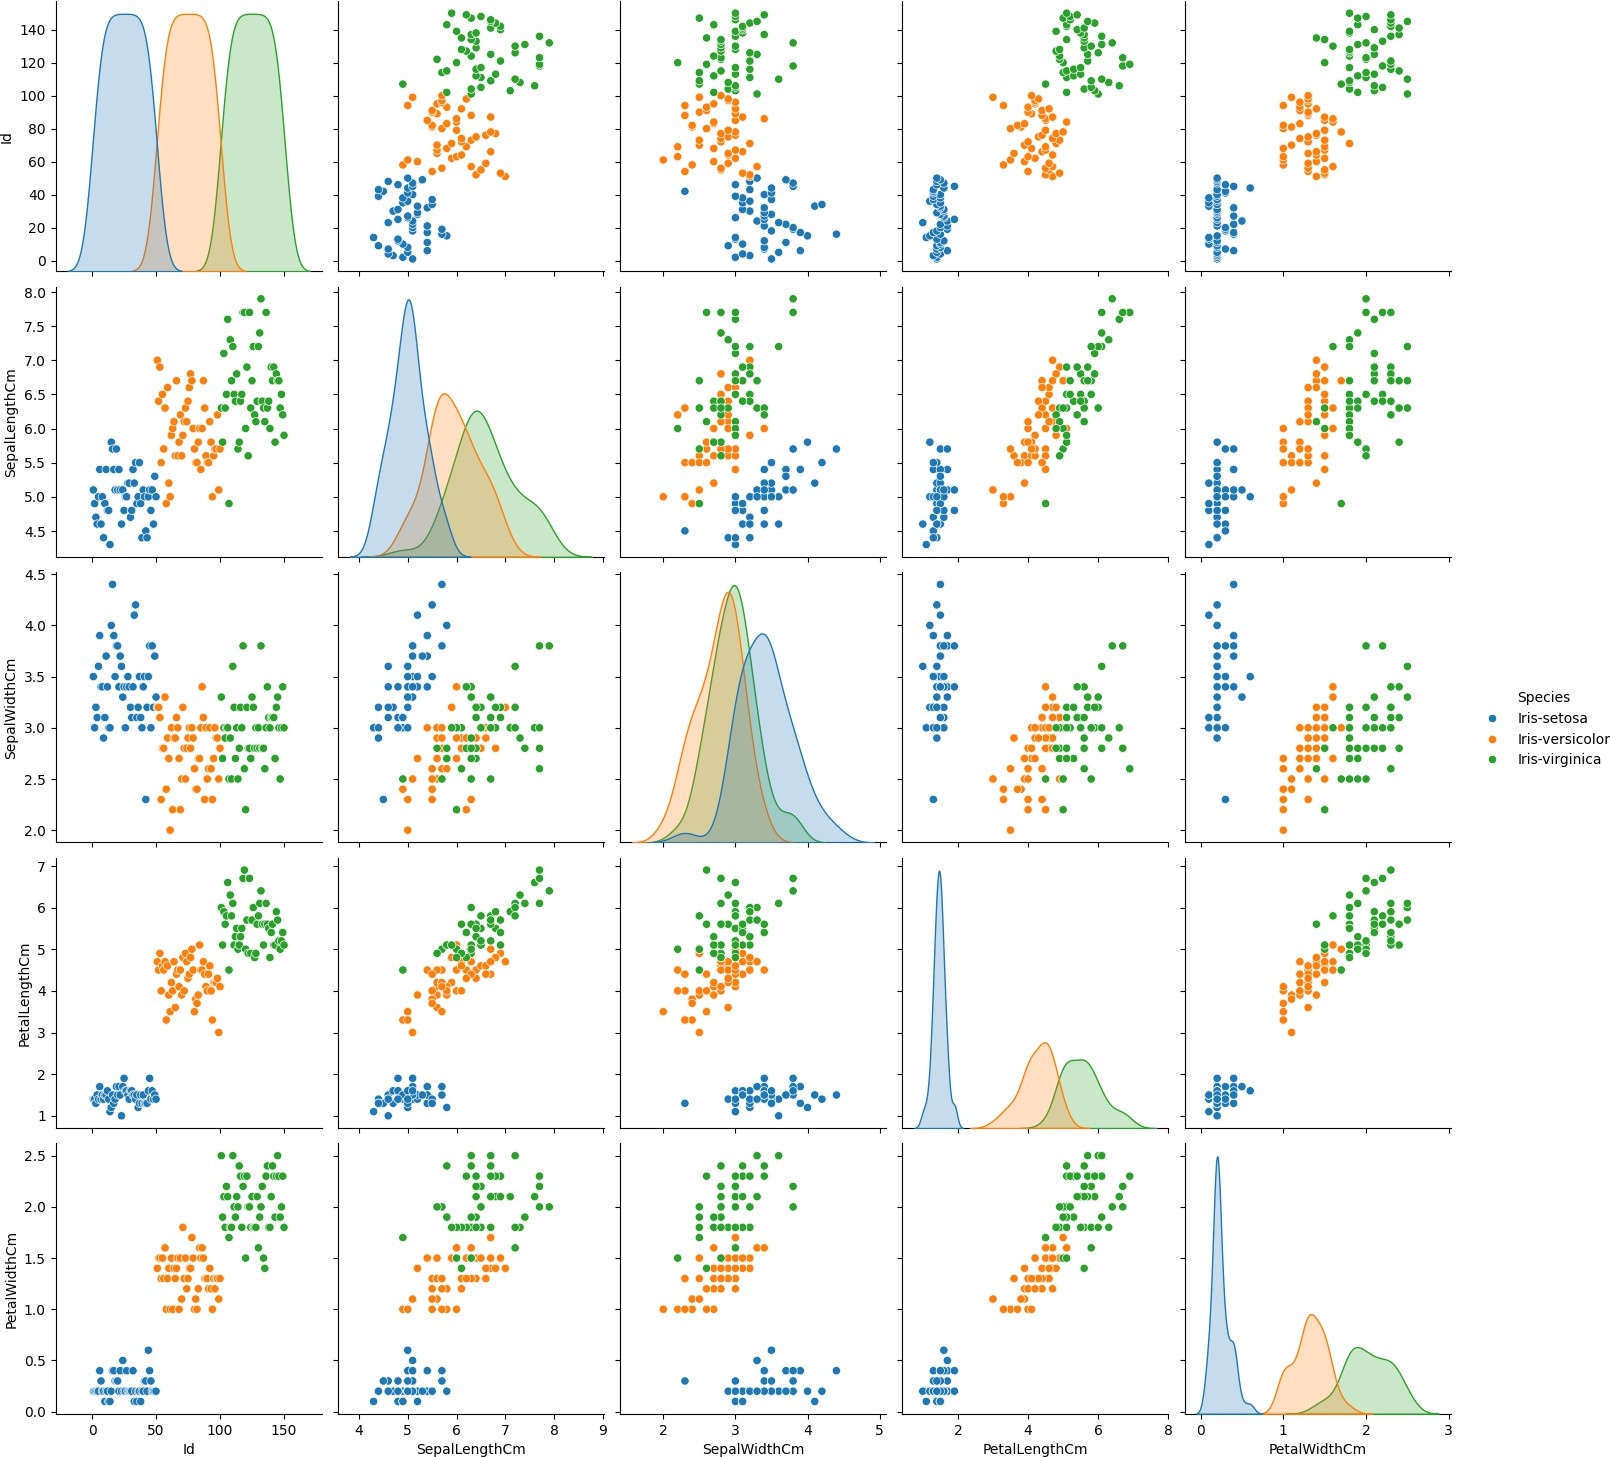 140
120
100
80
60
40
20
0
Id
8.0
7.5
7.0
6.5
6.0
5.5
5.0
4.5
SepalLengthCm
4.5
4.0
3.5
3.0
2.5
2.0
SepalWidthCm
Species
Iris-setosa
Iris-versicolor
Iris-virginica
7
6
5
4
3
2
1
PetalLengthCm
2.5
2.0
1.5
1.0
0.5
0.0
PetalWidthCm
0 50 100 150
4 5 6 7 8 9
2 3 4 5
2 4 6 8
0 1 2 3
Id
SepalLengthCm
SepalWidthCm
PetalLengthCm
PetalWidthCm